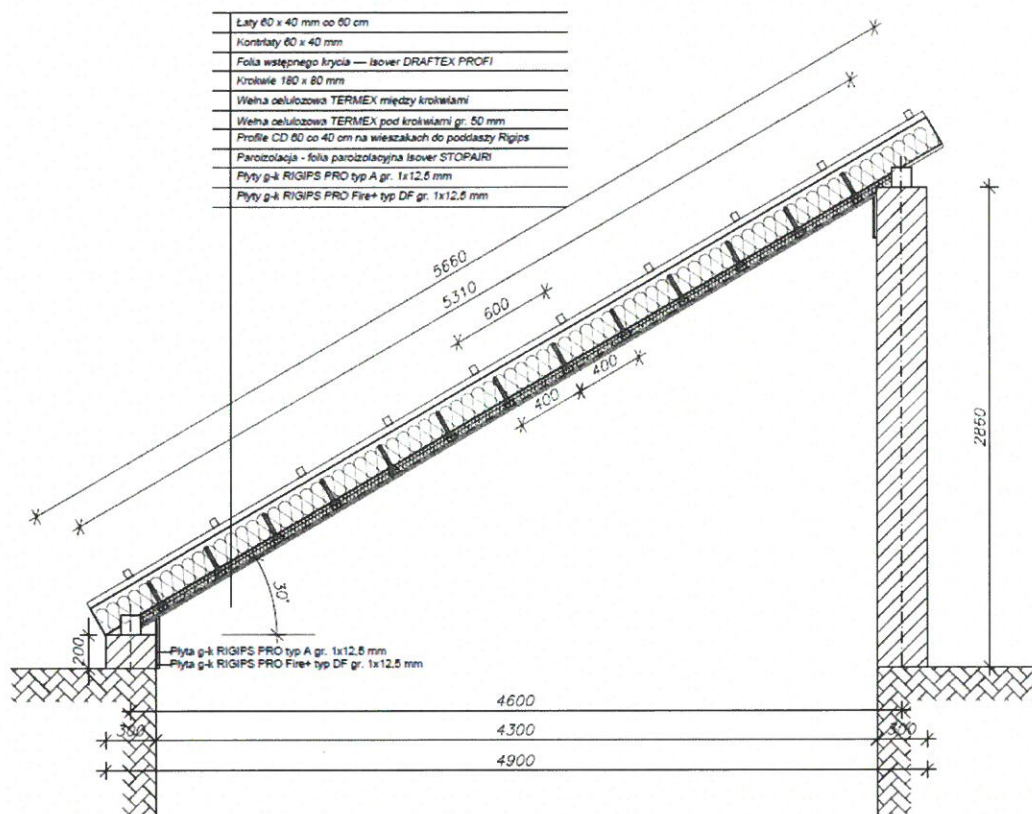 Łaty 60 x 40 mm co 60 cm
Kontrłaty 60 x 40 mm
Folia wstępnego krycia — Isover DRAFTEX PROFI
Krokwie 180 x 80 mm
Wełna celulozowa TERMEX między krokwiami
Wełna celulozowa TERMEX pod krokwiami gr. 50 mm
Profile CD 60 co 40 cm na wieszakach do poddaszy Rigips
Paroizolacja - folia paroizolacyjna Isover STOPAIR!
Płyty g-k RIGIPS PRO typ A gr. 1x12,5 mm
Płyty g-k RIGIPS PRO Fire+ typ DF gr. 1x12,5 mm
5660
5310
600
400
400
2860
30°
200
Płyta g-k RIGIPS PRO typ A gr. 1x12,5 mm
Płyta g-k RIGIPS PRO Fire+ typ DF gr. 1x12,5 mm
4600
300
4300
300
4900